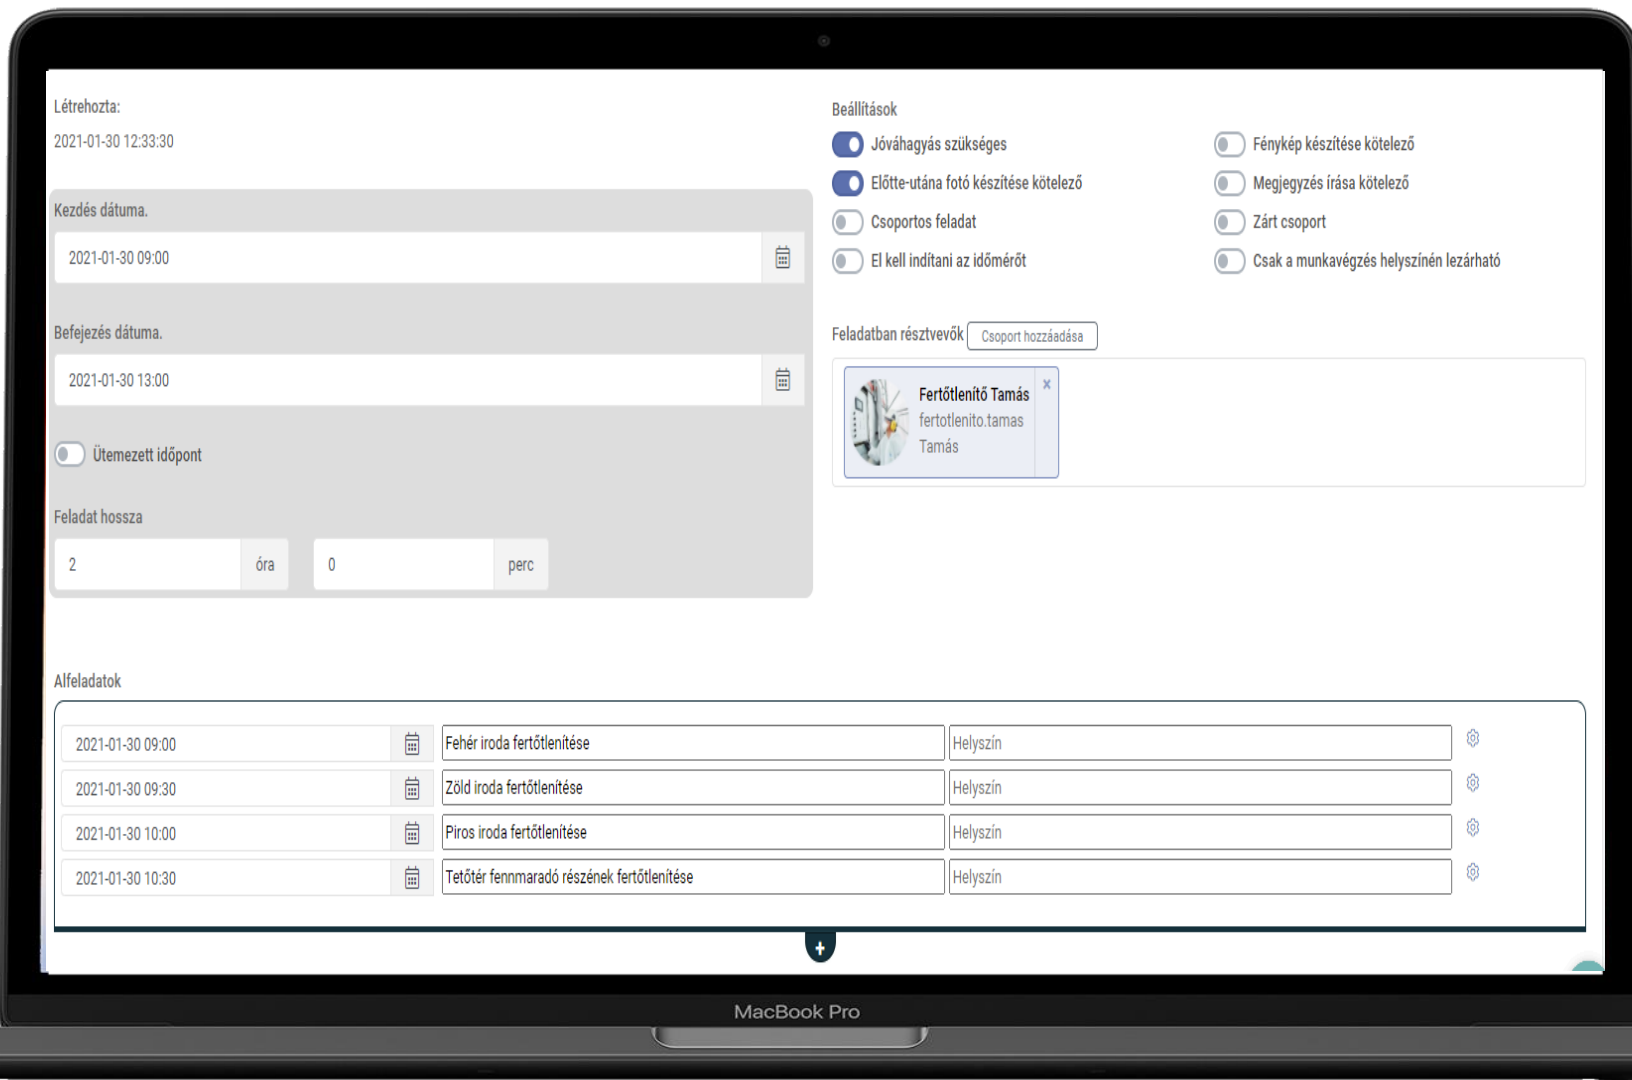 Létrehozta:
2021-01-30 12:33:30
Kezdés dátuma.
2021-01-30 09:00
Befejezés dátuma.
2021-01-30 13:00
Ütemezett időpont
Feladat hossza
2 óra 0 perc
Beállítások
Jóváhagyás szükséges
Fénykép készítése kötelező
Előtte-utána fotó készítése kötelező
Megjegyzés írása kötelező
Csoportos feladat
Zárt csoport
El kell indítani az időmérőt
Csak a munkavégzés helyszínén lezárható
Feladatban résztvevők Csoport hozzáadása
Fertőtlenítő Tamás ×
fertotlenito.tamas
Tamás
Alfeladatok
2021-01-30 09:00 Fehér iroda fertőtlenítése Helyszín
2021-01-30 09:30 Zöld iroda fertőtlenítése Helyszín
2021-01-30 10:00 Piros iroda fertőtlenítése Helyszín
2021-01-30 10:30 Tetőtér fennmaradó részének fertőtlenítése Helyszín
+
MacBook Pro